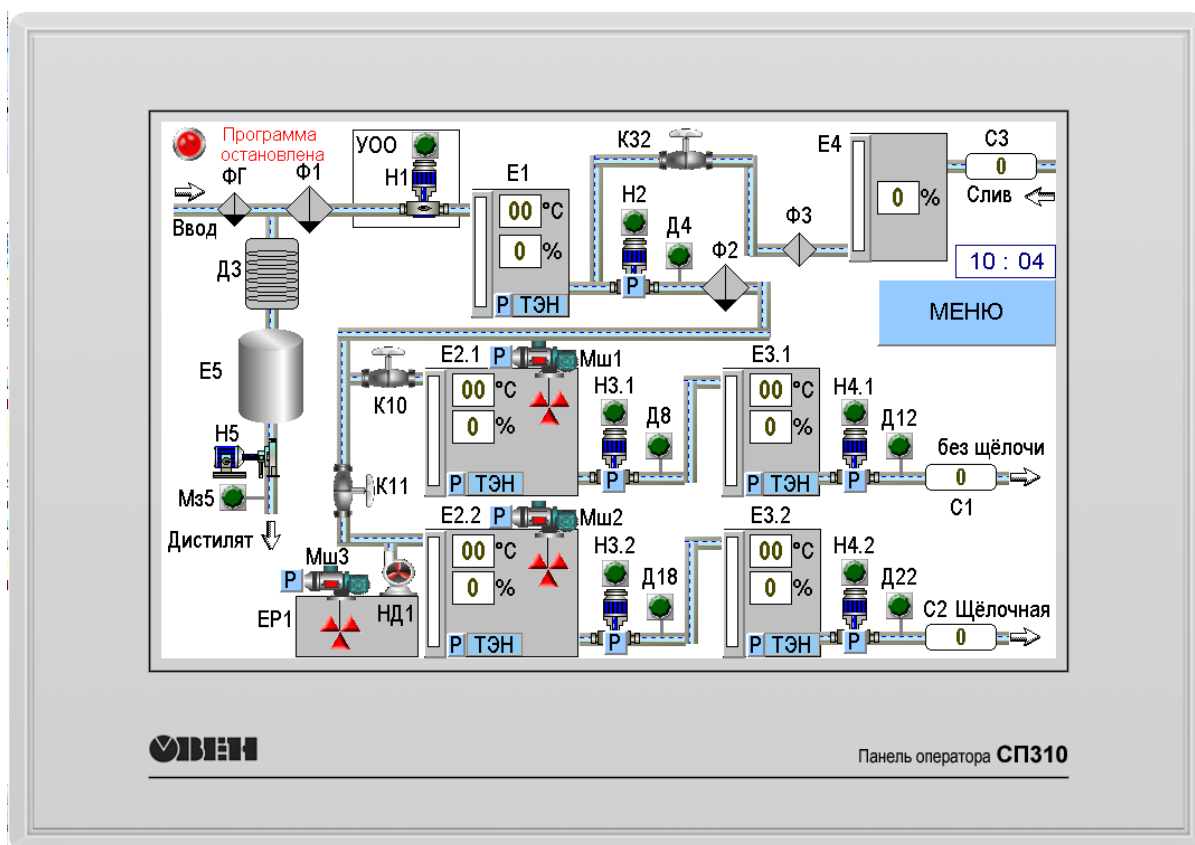 Программа
остановлена
УОО
К32
Е4
С3
0
Слив
ФГ
Ф1
Н1
Е1
Н2
Д4
Ф2
Ф3
0 %
Ввод
00 °C
0 %
Р ТЭН
Р
10 : 04
МЕНЮ
Д3
Е5
Н5
Мз5
Дистилят
Е2.1
Р
Мш1
К10
00 °C
0 %
Р ТЭН
Н3.1
Д8
Р
Е3.1
00 °C
0 %
Р ТЭН
Н4.1
Д12
Р
без щёлочи
0
С1
К11
Е2.2
Р
Мш2
00 °C
0 %
Р ТЭН
Н3.2
Д18
Р
Е3.2
00 °C
0 %
Р ТЭН
Н4.2
Д22
Р
С2 Щёлочная
0
Мш3
Р
ЕР1
НД1
ОВЕН
Панель оператора СП310